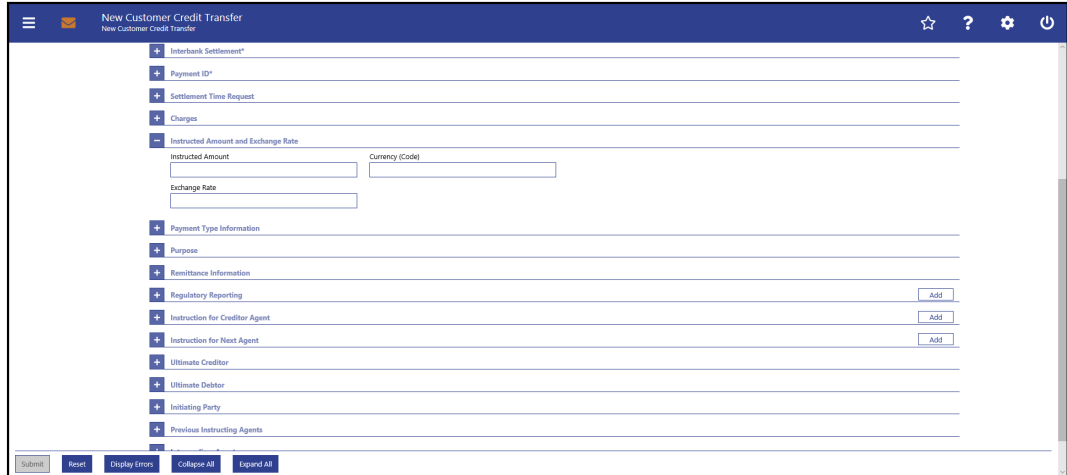 New Customer Credit Transfer
New Customer Credit Transfer
Interbank Settlement*
Payment ID*
Settlement Time Request
Charges
Instructed Amount and Exchange Rate
Instructed Amount Currency (Code)
Exchange Rate
Payment Type Information
Purpose
Remittance Information
Regulatory Reporting Add
Instruction for Creditor Agent Add
Instruction for Next Agent Add
Ultimate Creditor
Ultimate Debtor
Initiating Party
Previous Instructing Agents
Submit Reset Display Errors Collapse All Expand All